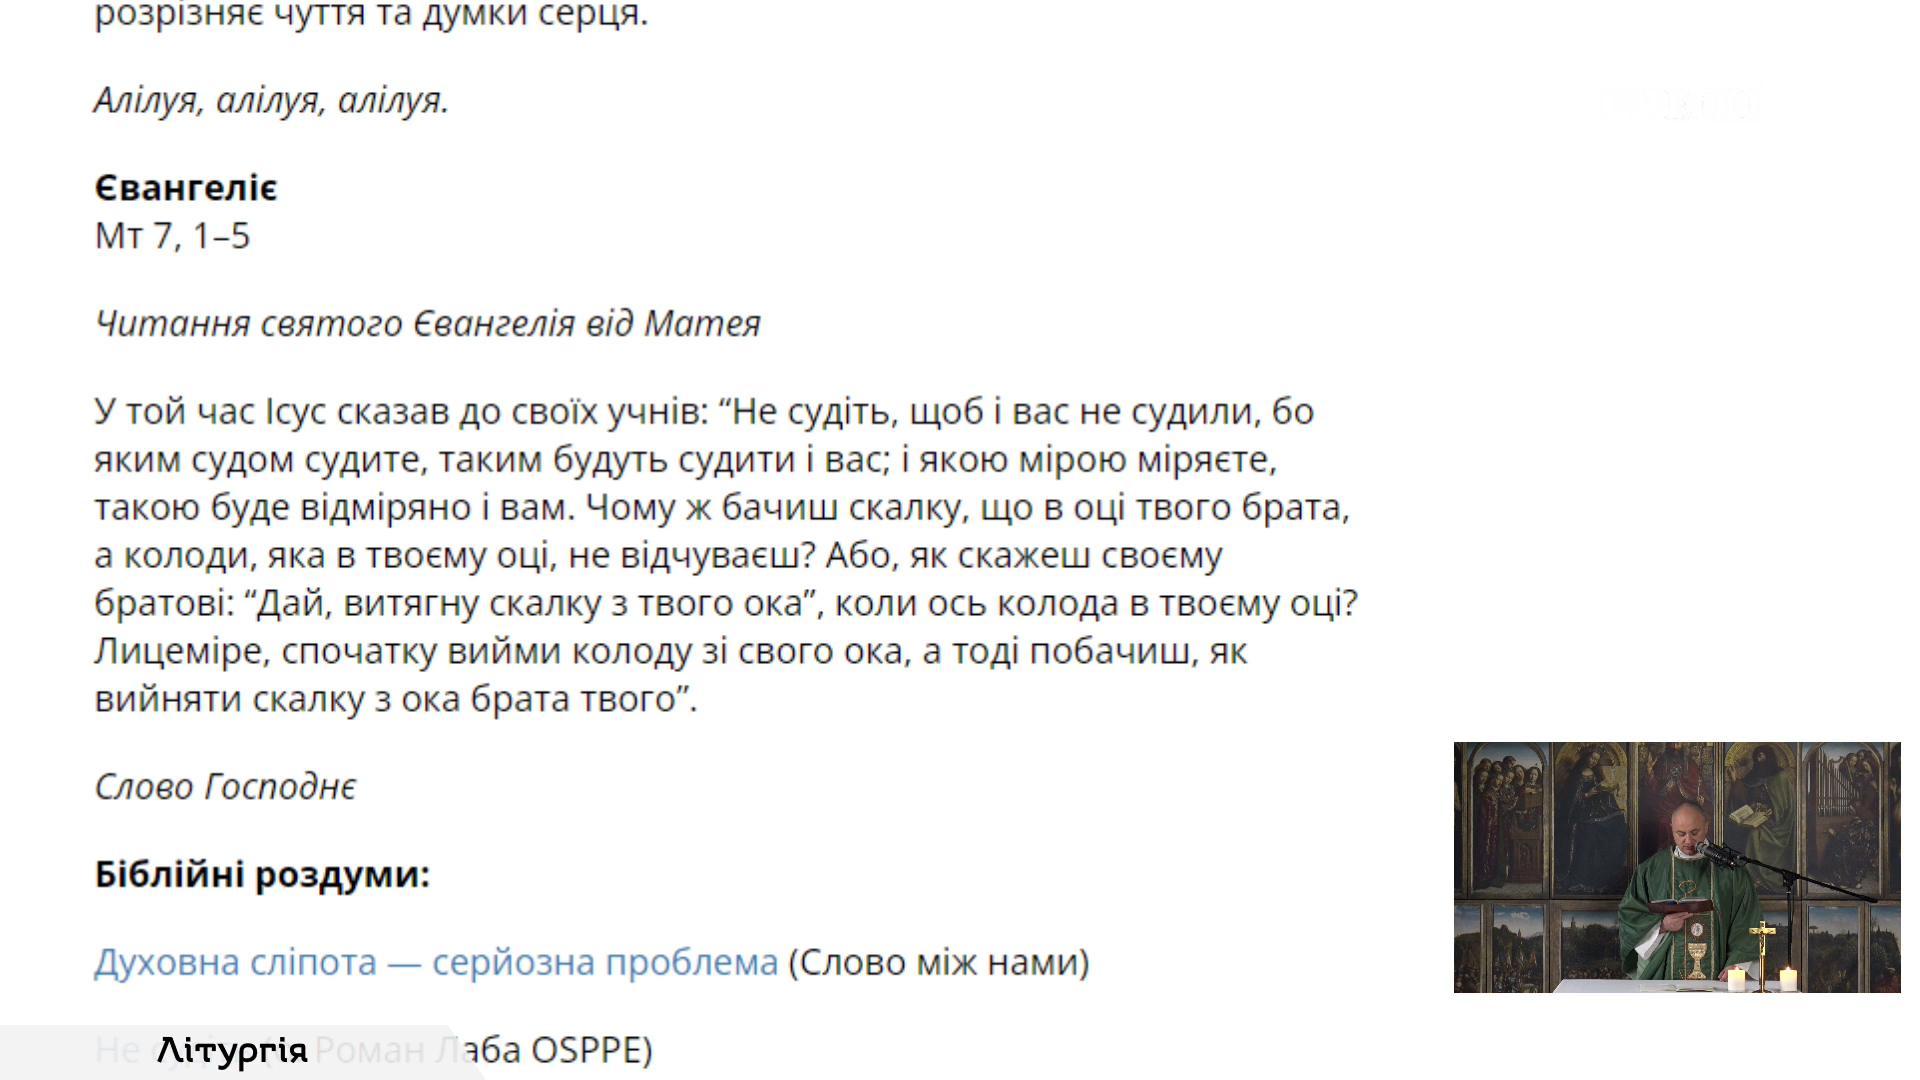 розрізняє чуття та думки серця.
Алілуя, алілуя, алілуя.
Євангеліє
Мт 7, 1–5
Читання святого Євангелія від Матея
У той час Ісус сказав до своїх учнів: “Не судіть, щоб і вас не судили, бо
яким судом судите, таким будуть судити і вас; і якою мірою міряєте,
такою буде відміряно і вам. Чому ж бачиш скалку, що в оці твого брата,
а колоди, яка в твоєму оці, не відчуваєш? Або, як скажеш своєму
братові: “Дай, витягну скалку з твого ока”, коли ось колода в твоєму оці?
Лицеміре, спочатку вийми колоду зі свого ока, а тоді побачиш, як
вийняти скалку з ока брата твого”.
Слово Господнє
Біблійні роздуми:
Духовна сліпота — серйозна проблема (Слово між нами)
Не Роман Лаба OSPPE)
Літургія